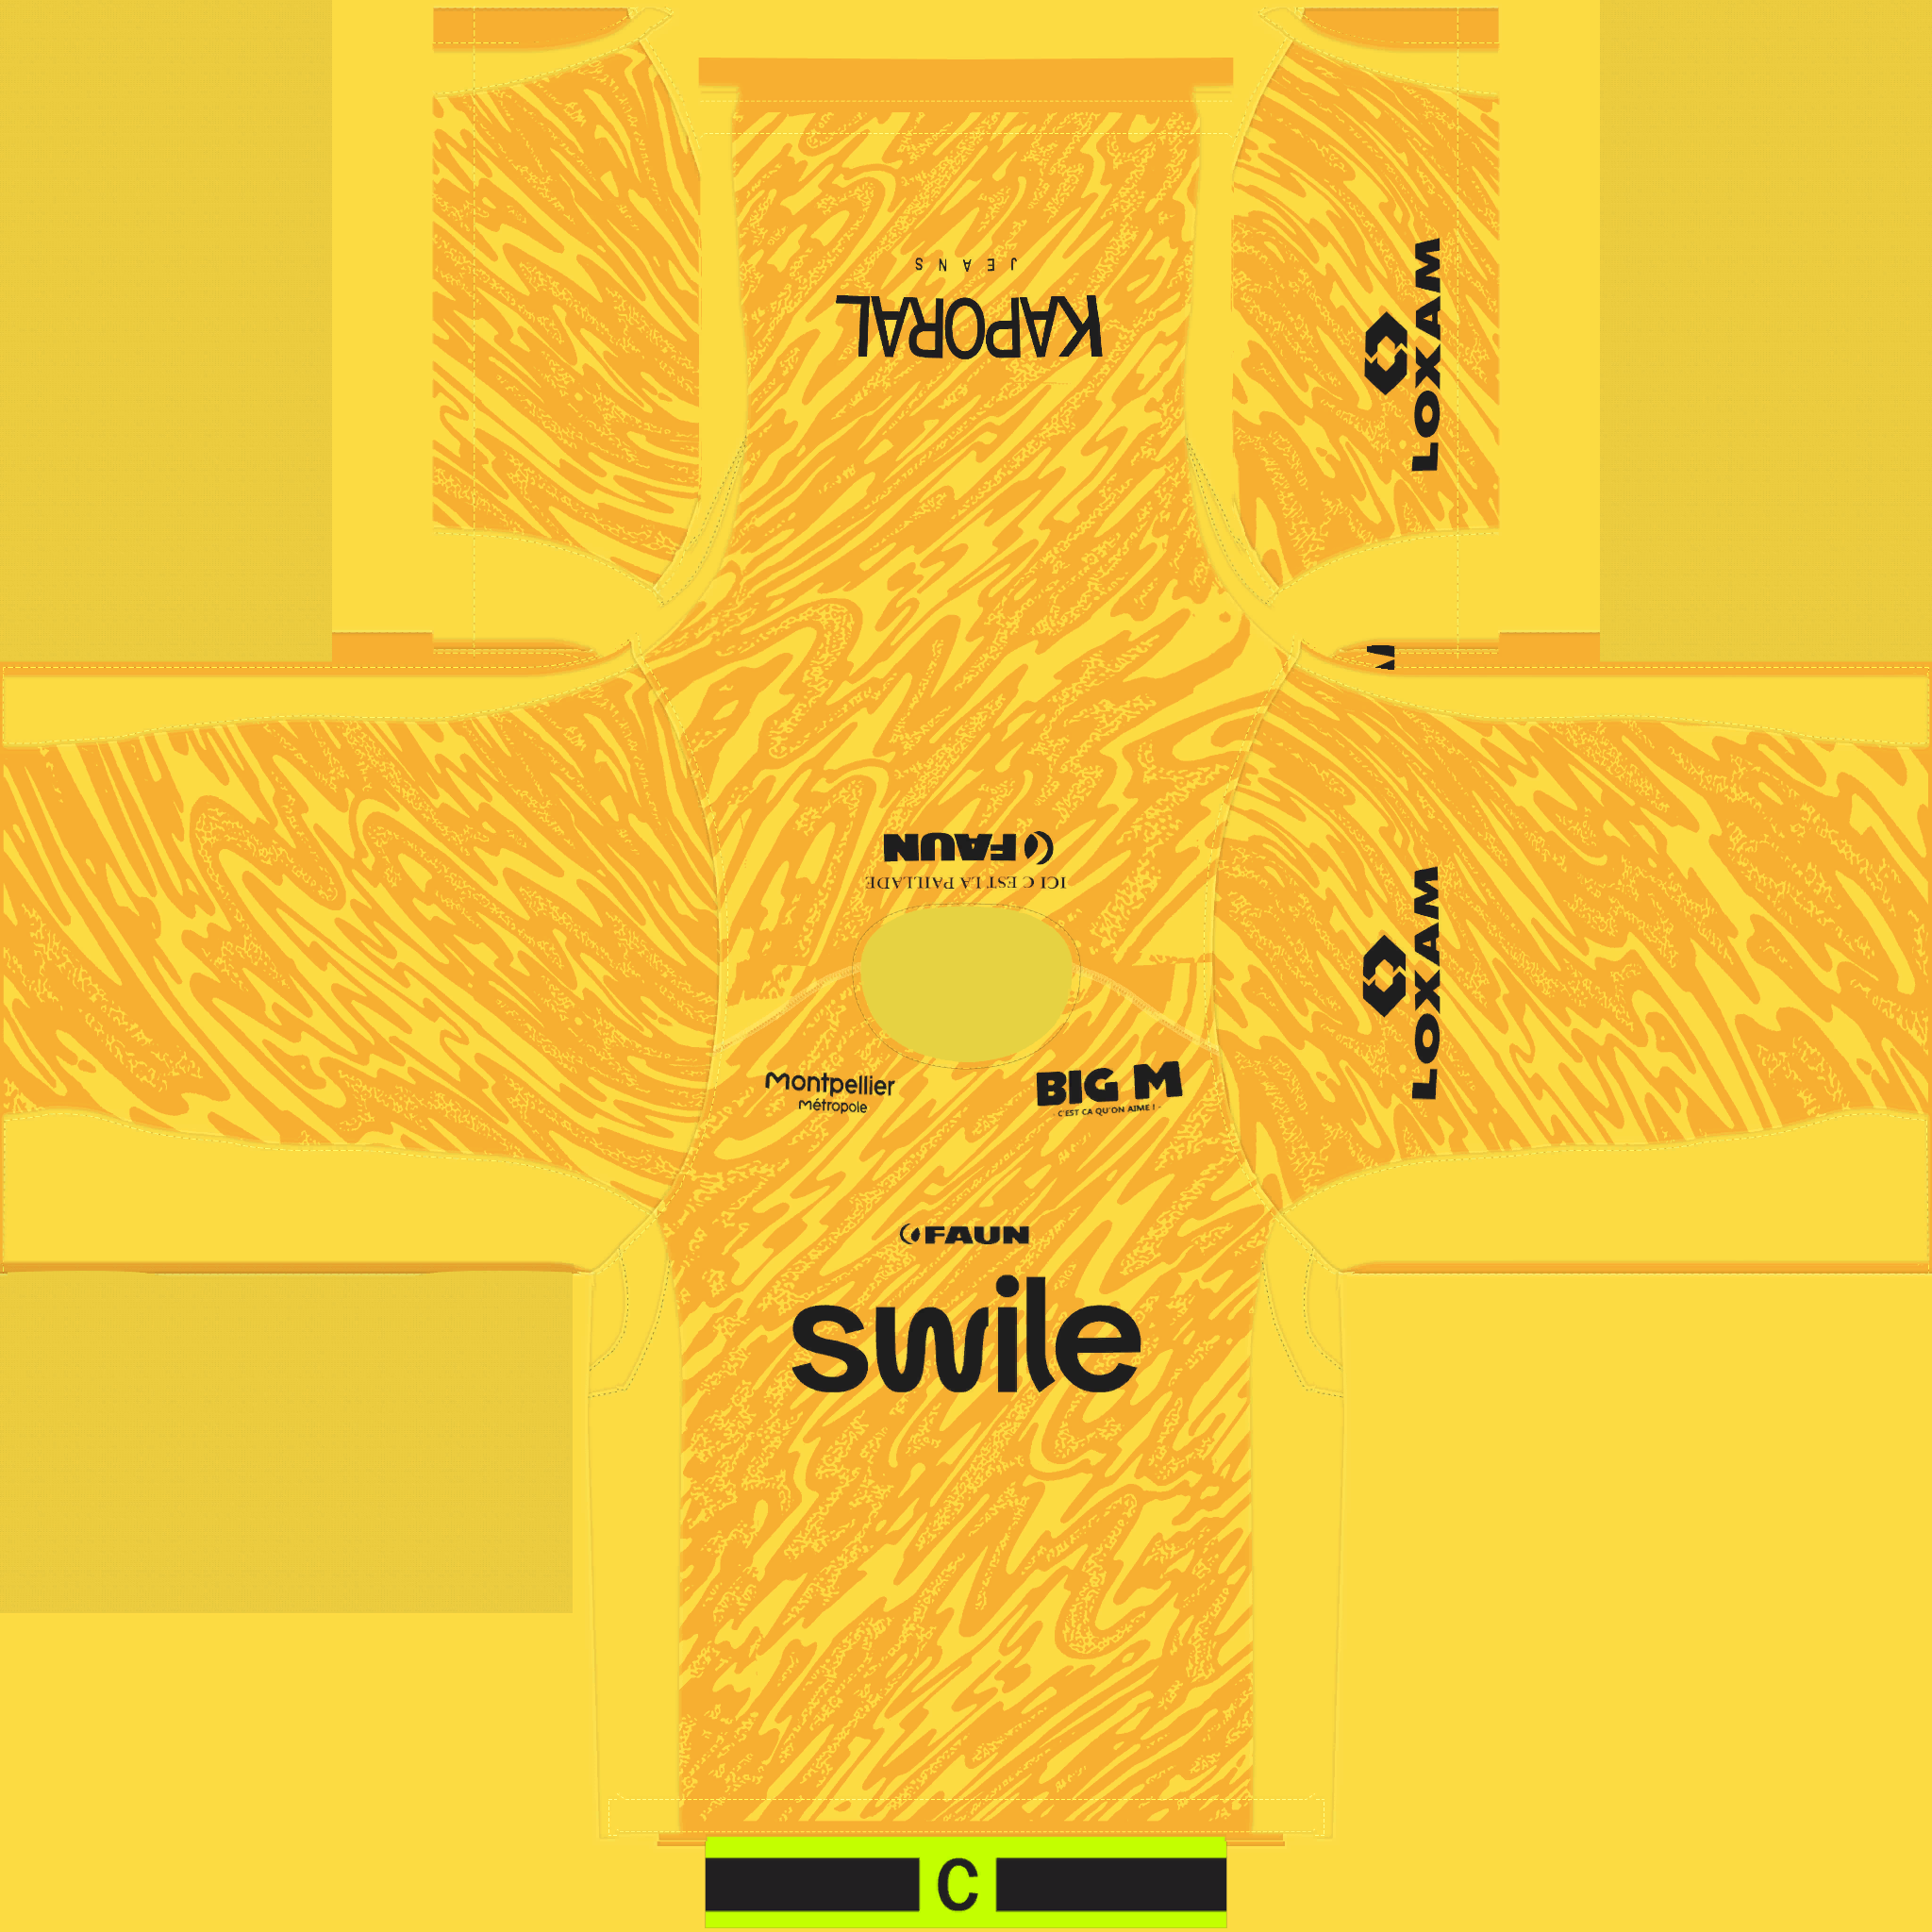 JEANS
KAPORAL
LOXAM
FAUN
ICI C EST LA PAILLADE
LOXAM
Montpellier
Métropole
BIG M
- C'EST CA QU'ON AIME ! -
FAUN
swile
C